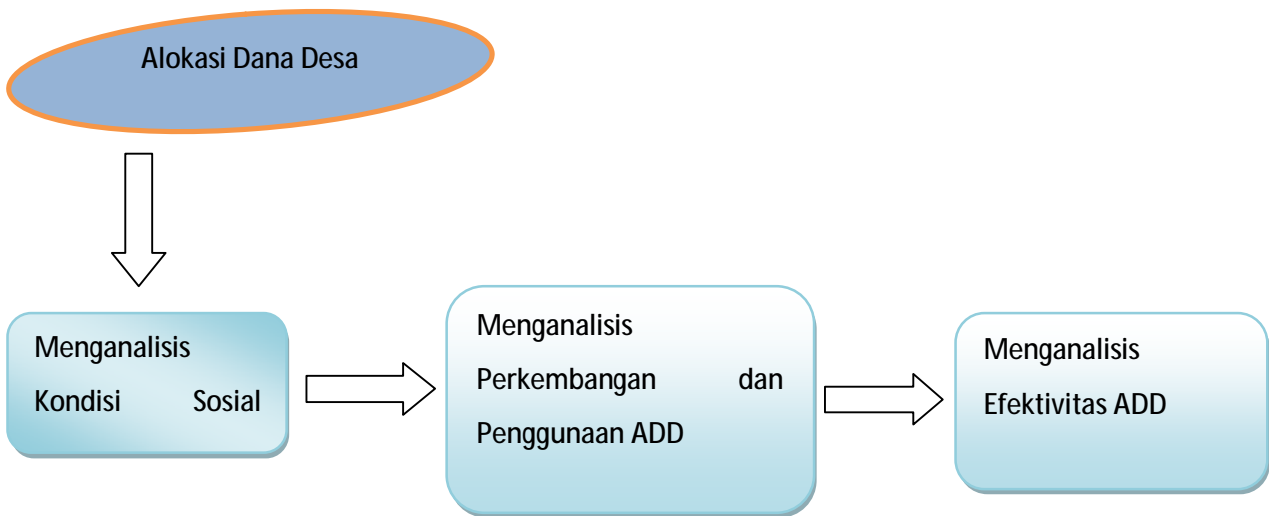 Alokasi Dana Desa
Menganalisis
Kondisi Sosial
Menganalisis
Perkembangan dan
Penggunaan ADD
Menganalisis
Efektivitas ADD